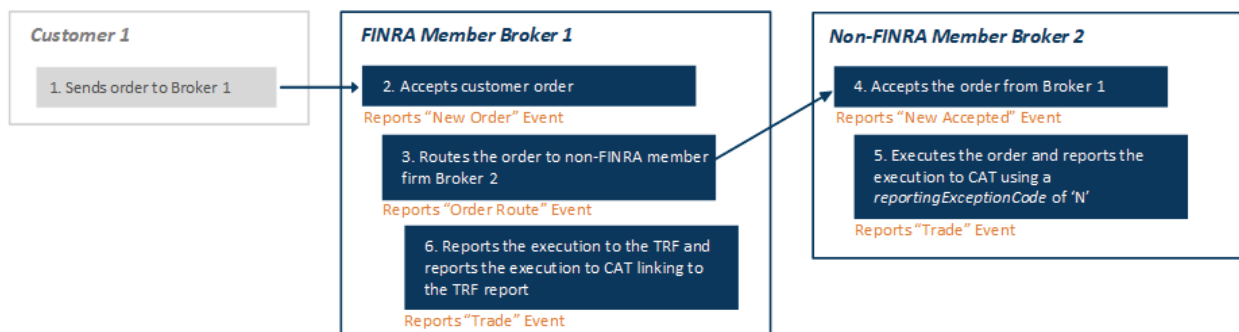 Customer 1
1. Sends order to Broker 1
FINRA Member Broker 1
2. Accepts customer order
Reports “New Order” Event
3. Routes the order to non-FINRA member
firm Broker 2
Reports “Order Route” Event
6. Reports the execution to the TRF and
reports the execution to CAT linking to
the TRF report
Reports “Trade” Event
Non-FINRA Member Broker 2
4. Accepts the order from Broker 1
Reports “New Accepted” Event
5. Executes the order and reports the
execution to CAT using a
reportingExceptionCode of ‘N’
Reports “Trade” Event